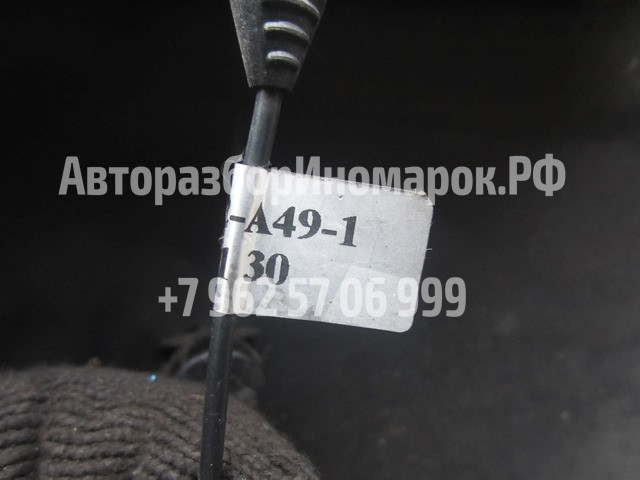 АвторазборИномарок.РФ
-A49-1
30
+7 962 57 06 999